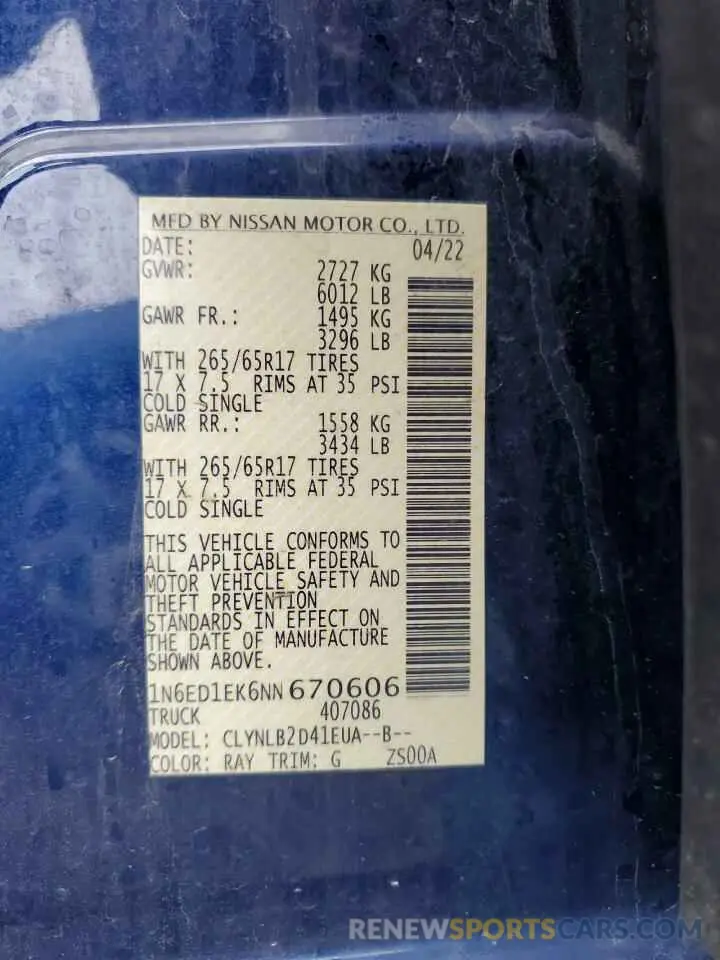 MFD BY NISSAN MOTOR CO., LTD.
DATE: 04/22
GVWR: 2727 KG
6012 LB
GAWR FR.: 1495 KG
3296 LB
WITH 265/65R17 TIRES
17 X 7.5 RIMS AT 35 PSI
COLD SINGLE
GAWR RR.: 1558 KG
3434 LB
WITH 265/65R17 TIRES
17 X 7.5 RIMS AT 35 PSI
COLD SINGLE
THIS VEHICLE CONFORMS TO
ALL APPLICABLE FEDERAL
MOTOR VEHICLE SAFETY AND
THEFT PREVENTION
STANDARDS IN EFFECT ON
THE DATE OF MANUFACTURE
SHOWN ABOVE.
1N6ED1EK6NN 670606
TRUCK 407086
MODEL: CLYNLB2D41EUA--B--
COLOR: RAY TRIM: G ZS00A
RENEWSPORTSCARS.COM